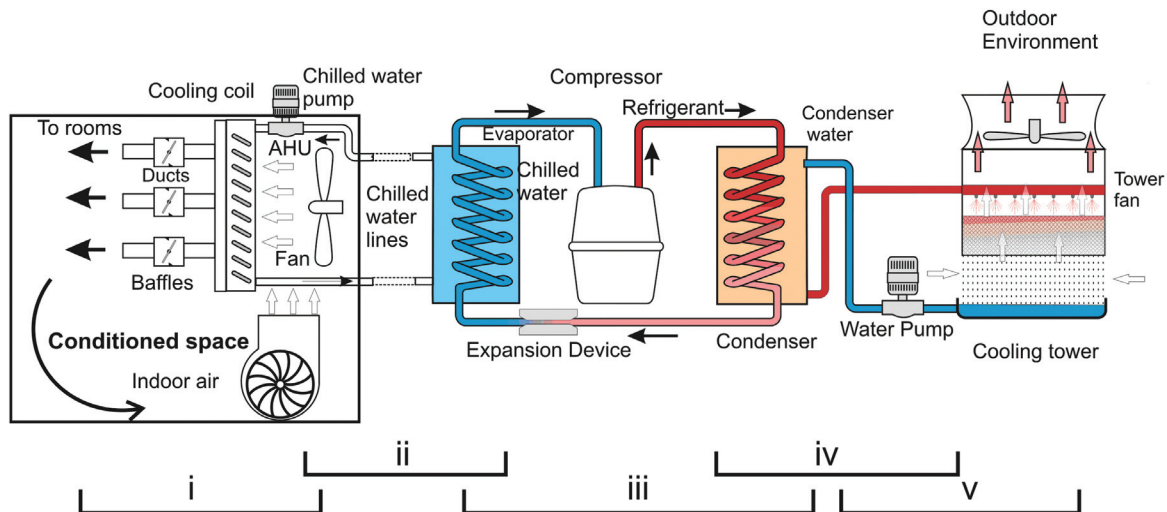 Outdoor
Environment
Chilled water
pump
Cooling coil
Compressor
Refrigerant
Condenser
water
To rooms
AHU
Evaporator
Chilled
water
Ducts
Chilled
water
lines
Tower
fan
Fan
Baffles
Water Pump
Conditioned space
Indoor air
Expansion Device
Condenser
Cooling tower
ii
iv
i
iii
v